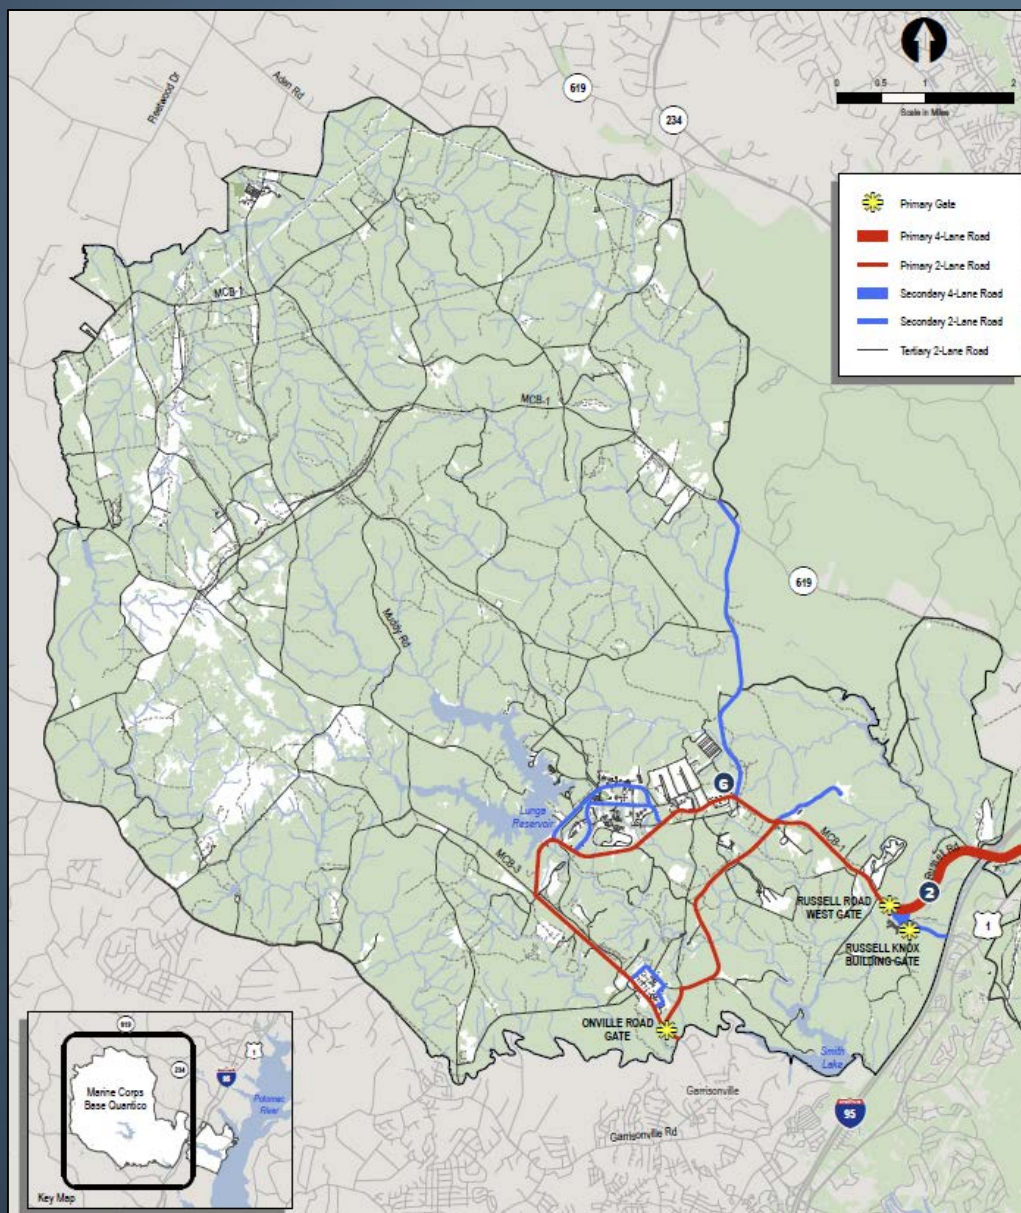 Fleetwood Dr
Aden Rd
619
234
0 0.5 1 2
Scale in Miles
Primary Gate
Primary 4-Lane Road
Primary 2-Lane Road
Secondary 4-Lane Road
Secondary 2-Lane Road
Tertiary 2-Lane Road
MCB-1
MCB-1
619
Muddy Rd
6
Lunga
Reservoir
MCB-3
MCB-1
Russell Rd
2
RUSSELL ROAD
WEST GATE
1
RUSSELL KNOX
BUILDING GATE
ONVILLE ROAD
GATE
Smith
Lake
Garrisonville
Garrisonville Rd
95
619
1
234
95
Marine Corps
Base Quantico
Potomac
River
Key Map